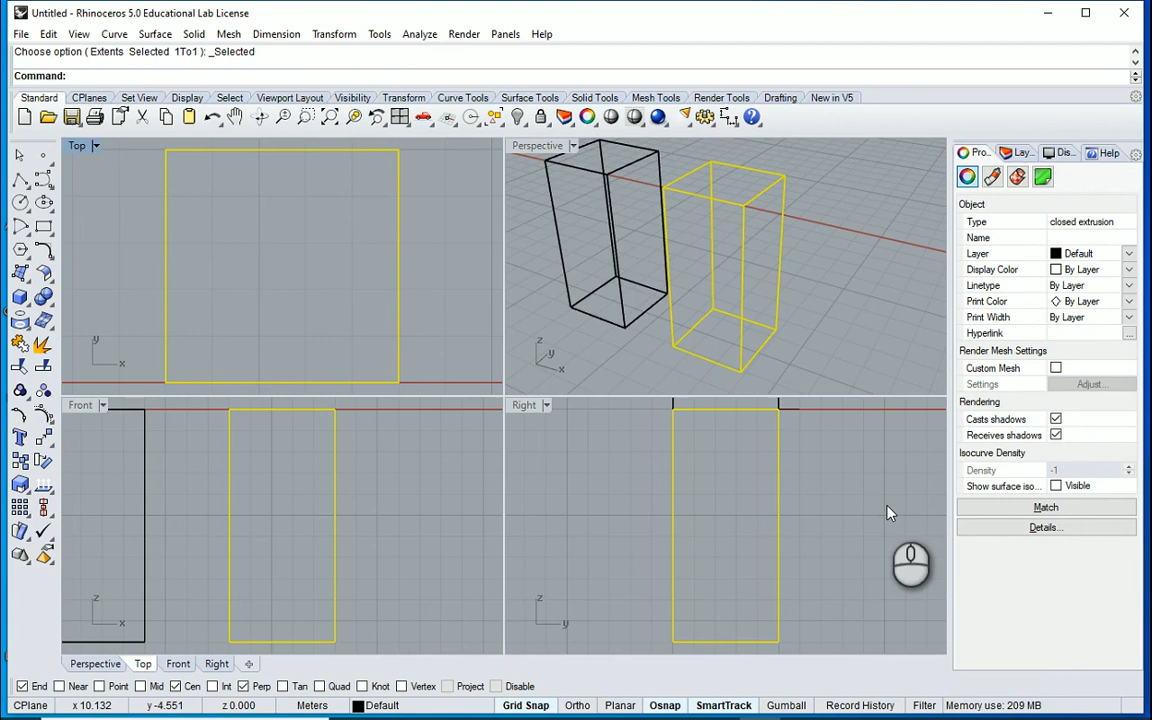 Untitled - Rhinoceros 5.0 Educational Lab License
File Edit View Curve Surface Solid Mesh Dimension Transform Tools Analyze Render Panels Help
Choose option ( Extents Selected 1To1 ): _Selected
Command:
Standard CPlanes Set View Display Select Viewport Layout Visibility Transform Curve Tools Surface Tools Solid Tools Mesh Tools Render Tools Drafting New in V5
Top
Perspective
Pro... Lay... Dis... Help
Object
Type closed extrusion
Name
Layer Default
Display Color By Layer
Linetype By Layer
Print Color By Layer
Print Width By Layer
Hyperlink ...
Render Mesh Settings
Custom Mesh
Settings Adjust...
Rendering
Casts shadows
Receives shadows
Isocurve Density
Density -1
Show surface iso... Visible
Match
Details...
y
x
z
y
x
Front
Right
z
x
z
y
Perspective Top Front Right
End Near Point Mid Cen Int Perp Tan Quad Knot Vertex Project Disable
CPlane x 10.132 y -4.551 z 0.000 Meters Default Grid Snap Ortho Planar Osnap SmartTrack Gumball Record History Filter Memory use: 209 MB